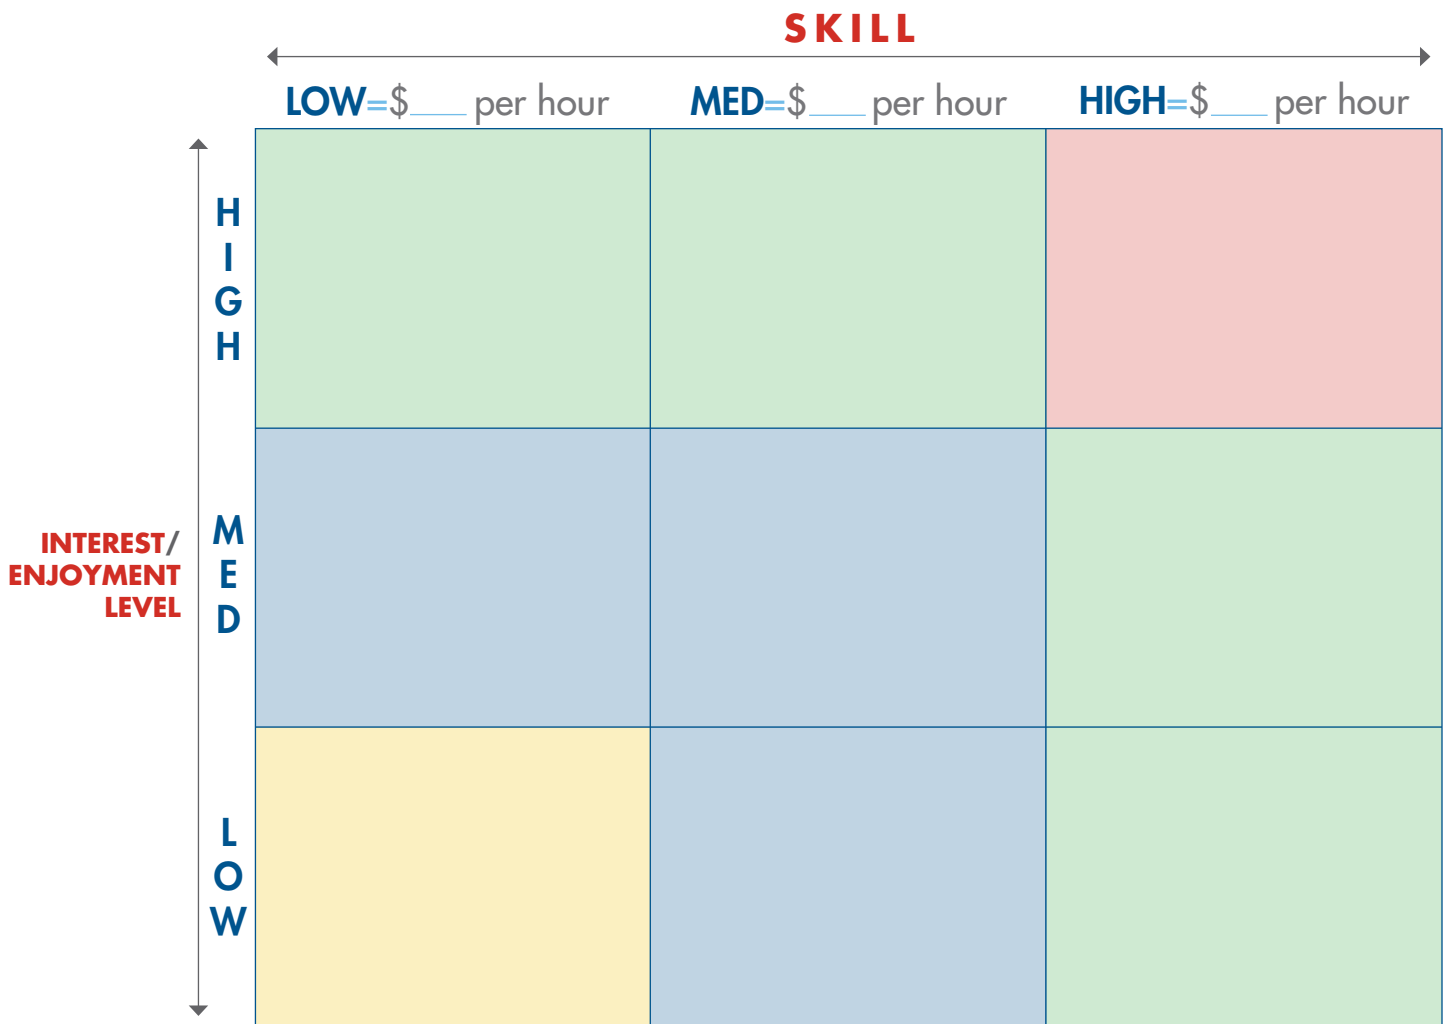 SKILL
LOW=$___ per hour MED=$___ per hour HIGH=$___ per hour
HIGH
INTEREST/
ENJOYMENT
LEVEL
MED
LOW